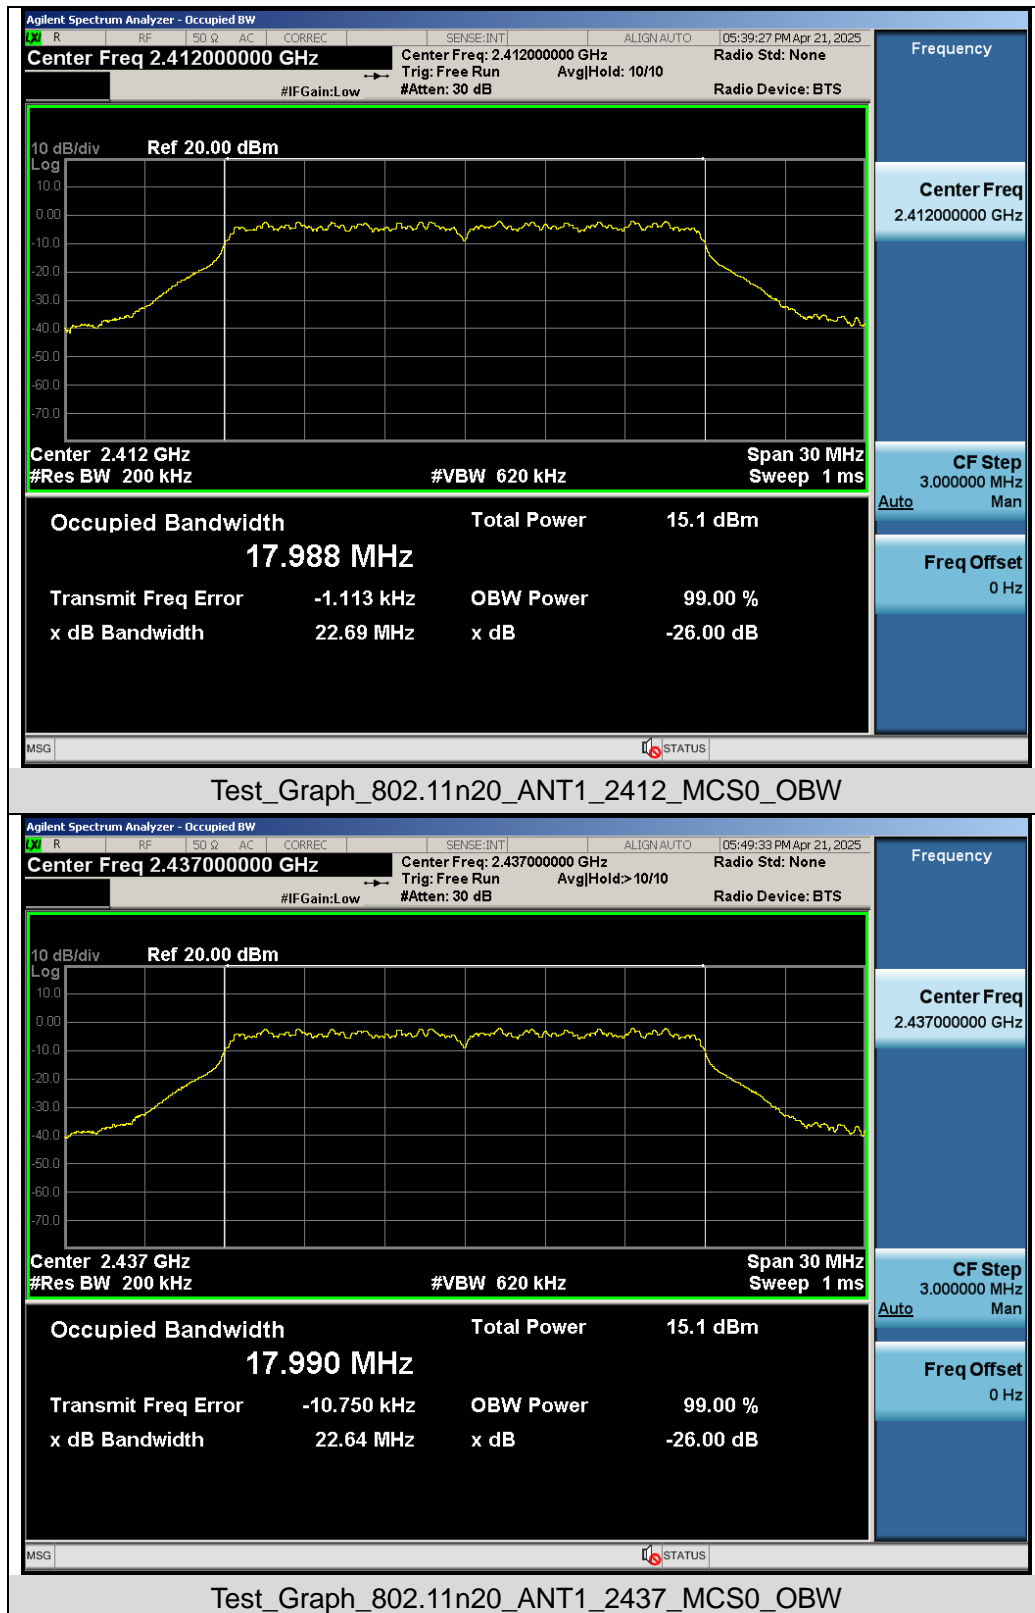 Agilent Spectrum Analyzer - Occupied BW
LXI R RF 50 Ω AC CORREC SENSE:INT ALIGN AUTO 05:39:27 PM Apr 21, 2025
Center Freq 2.412000000 GHz
Center Freq: 2.412000000 GHz
Radio Std: None
Trig: Free Run Avg|Hold: 10/10
#IFGain:Low
#Atten: 30 dB
Radio Device: BTS
Frequency
10 dB/div Ref 20.00 dBm
Log
10.0
0.00
-10.0
-20.0
-30.0
-40.0
-50.0
-60.0
-70.0
Center 2.412 GHz Span 30 MHz
#Res BW 200 kHz #VBW 620 kHz Sweep 1 ms
Center Freq
2.412000000 GHz
CF Step
3.000000 MHz
Auto Man
Freq Offset
0 Hz
Occupied Bandwidth Total Power 15.1 dBm
17.988 MHz
Transmit Freq Error -1.113 kHz OBW Power 99.00 %
x dB Bandwidth 22.69 MHz x dB -26.00 dB
MSG STATUS
Test_Graph_802.11n20_ANT1_2412_MCS0_OBW
Agilent Spectrum Analyzer - Occupied BW
LXI R RF 50 Ω AC CORREC SENSE:INT ALIGN AUTO 05:49:33 PM Apr 21, 2025
Center Freq 2.437000000 GHz
Center Freq: 2.437000000 GHz
Radio Std: None
Trig: Free Run Avg|Hold:>10/10
#IFGain:Low
#Atten: 30 dB
Radio Device: BTS
Frequency
10 dB/div Ref 20.00 dBm
Log
10.0
0.00
-10.0
-20.0
-30.0
-40.0
-50.0
-60.0
-70.0
Center 2.437 GHz Span 30 MHz
#Res BW 200 kHz #VBW 620 kHz Sweep 1 ms
Center Freq
2.437000000 GHz
CF Step
3.000000 MHz
Auto Man
Freq Offset
0 Hz
Occupied Bandwidth Total Power 15.1 dBm
17.990 MHz
Transmit Freq Error -10.750 kHz OBW Power 99.00 %
x dB Bandwidth 22.64 MHz x dB -26.00 dB
MSG STATUS
Test_Graph_802.11n20_ANT1_2437_MCS0_OBW